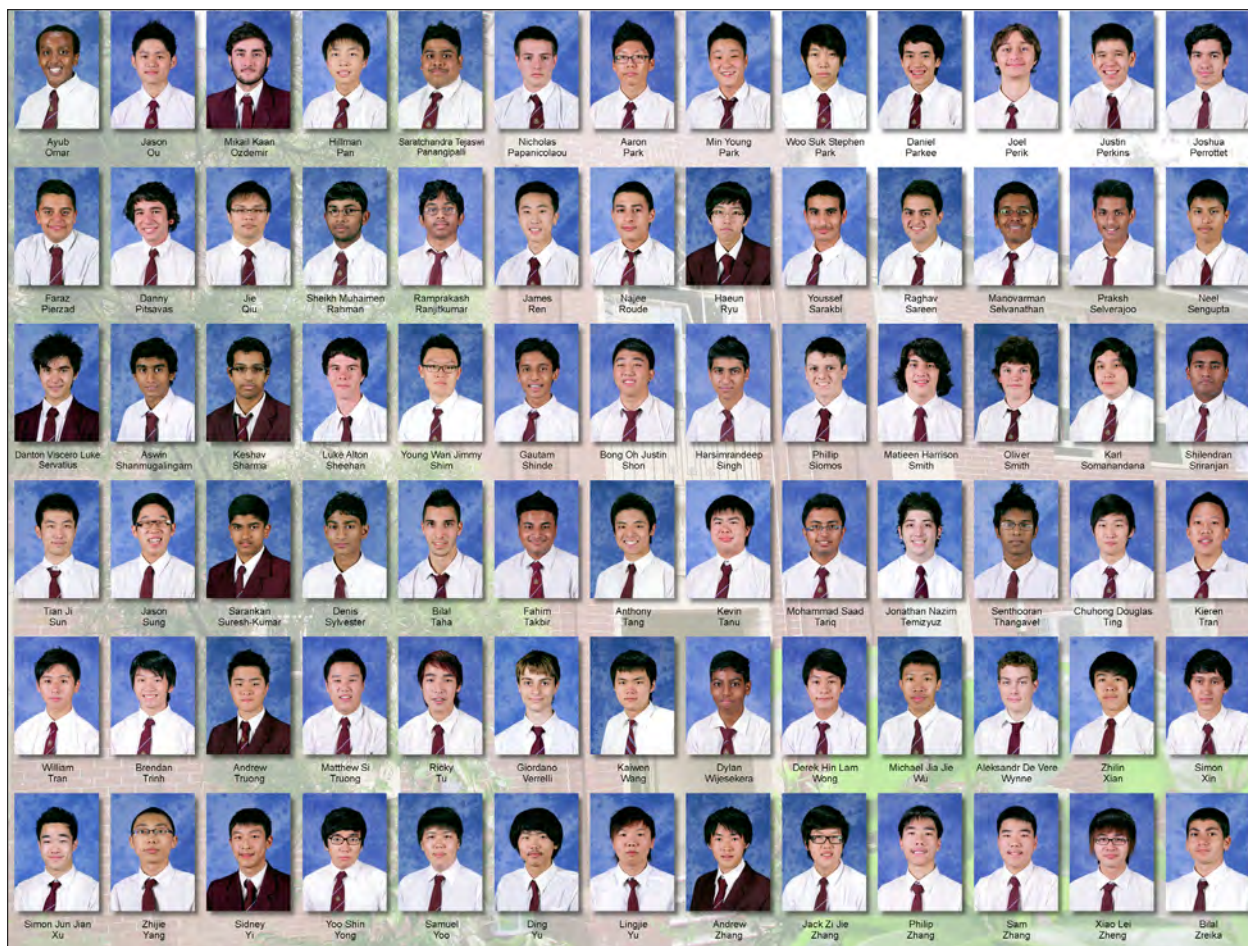 Ayub
Omar
Jason
Ou
Mikail Kaan
Ozdemir
Hillman
Pan
Saratchandra Tejaswi
Panangipalli
Nicholas
Papanicolaou
Aaron
Park
Min Young
Park
Woo Suk Stephen
Park
Daniel
Parkee
Joel
Perik
Justin
Perkins
Joshua
Perrottet
Faraz
Pierzad
Danny
Pitsavas
Jie
Qiu
Sheikh Muhaimen
Rahman
Ramprakash
Ranjitkumar
James
Ren
Najee
Roude
Haeun
Ryu
Youssef
Sarakbi
Raghav
Sareen
Manovarman
Selvanathan
Praksh
Selverajoo
Neel
Sengupta
Danton Viscero Luke
Servatius
Aswin
Shanmugalingam
Keshav
Sharma
Luke Alton
Sheehan
Young Wan Jimmy
Shim
Gautam
Shinde
Bong Oh Justin
Shon
Harsimrandeep
Singh
Phillip
Siomos
Matieen Harrison
Smith
Oliver
Smith
Karl
Somanandana
Shilendran
Sriranjan
Tian Ji
Sun
Jason
Sung
Sarankan
Suresh-Kumar
Denis
Sylvester
Bilal
Taha
Fahim
Takbir
Anthony
Tang
Kevin
Tanu
Mohammad Saad
Tariq
Jonathan Nazim
Temizyuz
Senthooran
Thangavel
Chuhong Douglas
Ting
Kieren
Tran
William
Tran
Brendan
Trinh
Andrew
Truong
Matthew Si
Truong
Ricky
Tu
Giordano
Verrelli
Kaiwen
Wang
Dylan
Wijesekera
Derek Hin Lam
Wong
Michael Jia Jie
Wu
Aleksandr De Vere
Wynne
Zhilin
Xian
Simon
Xin
Simon Jun Jian
Xu
Zhijie
Yang
Sidney
Yi
Yoo Shin
Yong
Samuel
Yoo
Ding
Yu
Lingjie
Yu
Andrew
Zhang
Jack Zi Jie
Zhang
Philip
Zhang
Sam
Zhang
Xiao Lei
Zheng
Bilal
Zreika